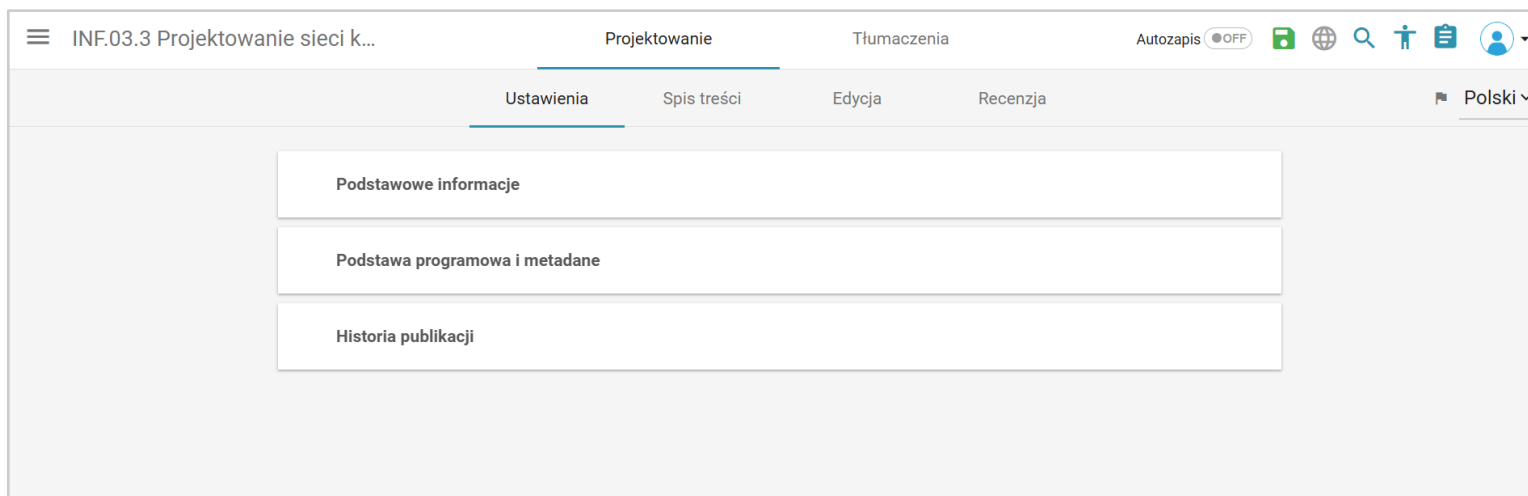 INF.03.3 Projektowanie sieci k...
Projektowanie
Tłumaczenia
Autozapis OFF
Ustawienia
Spis treści
Edycja
Recenzja
Polski
Podstawowe informacje
Podstawa programowa i metadane
Historia publikacji